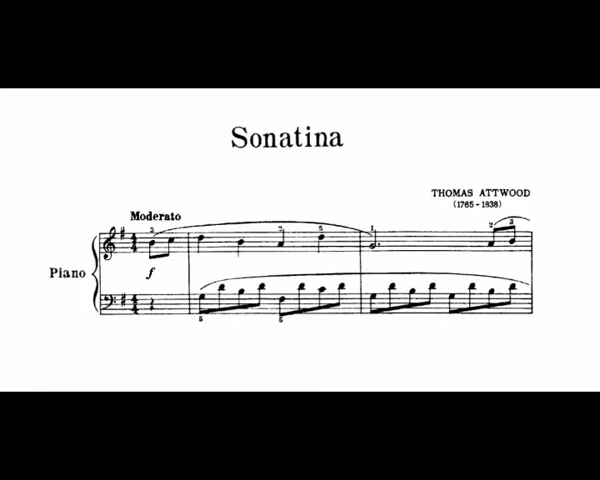 Sonatina
THOMAS ATTWOOD
(1765 - 1838)
Moderato
Piano
f